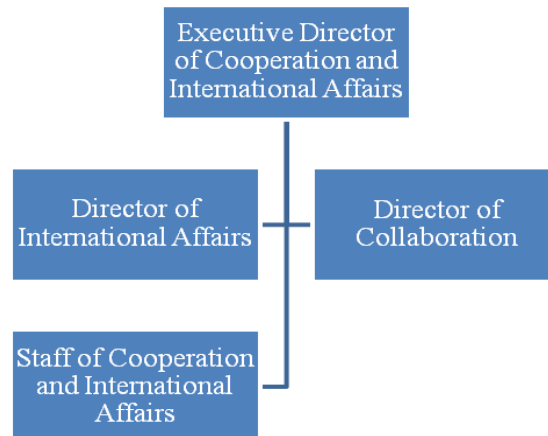 Executive Director
of Cooperation and
International Affairs
Director of
International Affairs
Director of
Collaboration
Staff of Cooperation
and International
Affairs